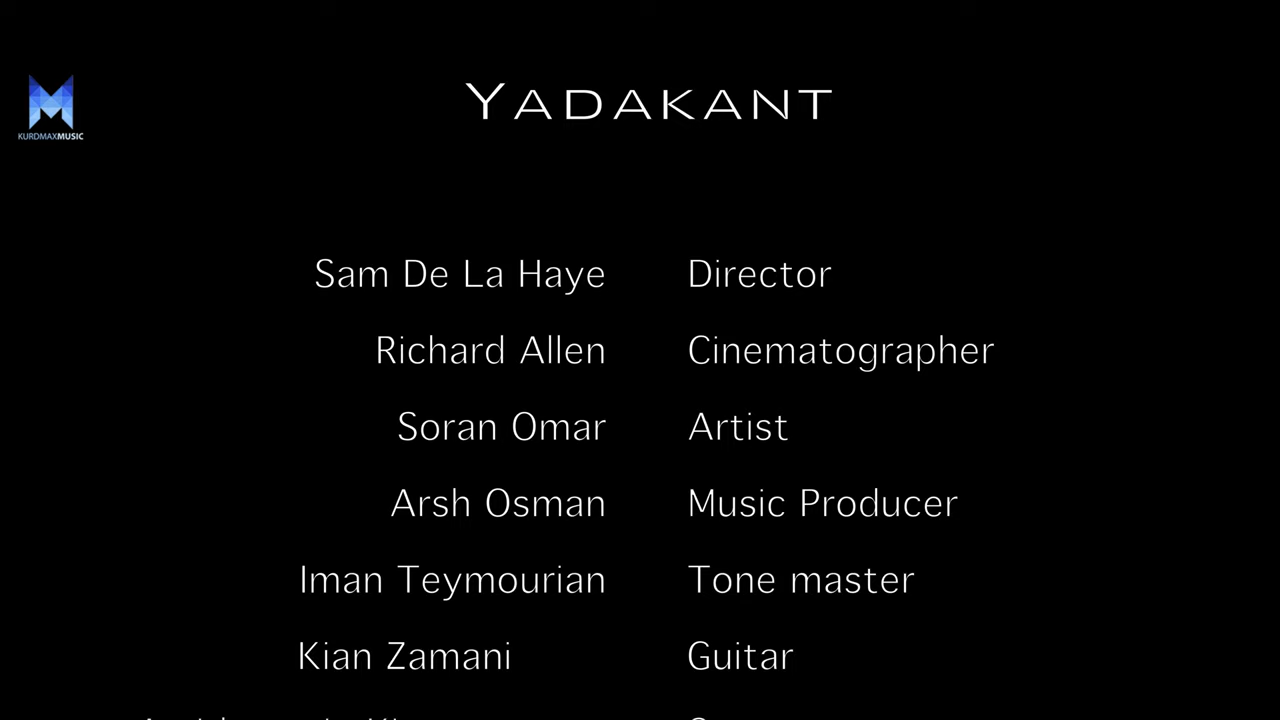 YADAKANT
KURDMAXMUSIC
Sam De La Haye Director
Richard Allen Cinematographer
Soran Omar Artist
Arsh Osman Music Producer
Iman Teymourian Tone master
Kian Zamani Guitar